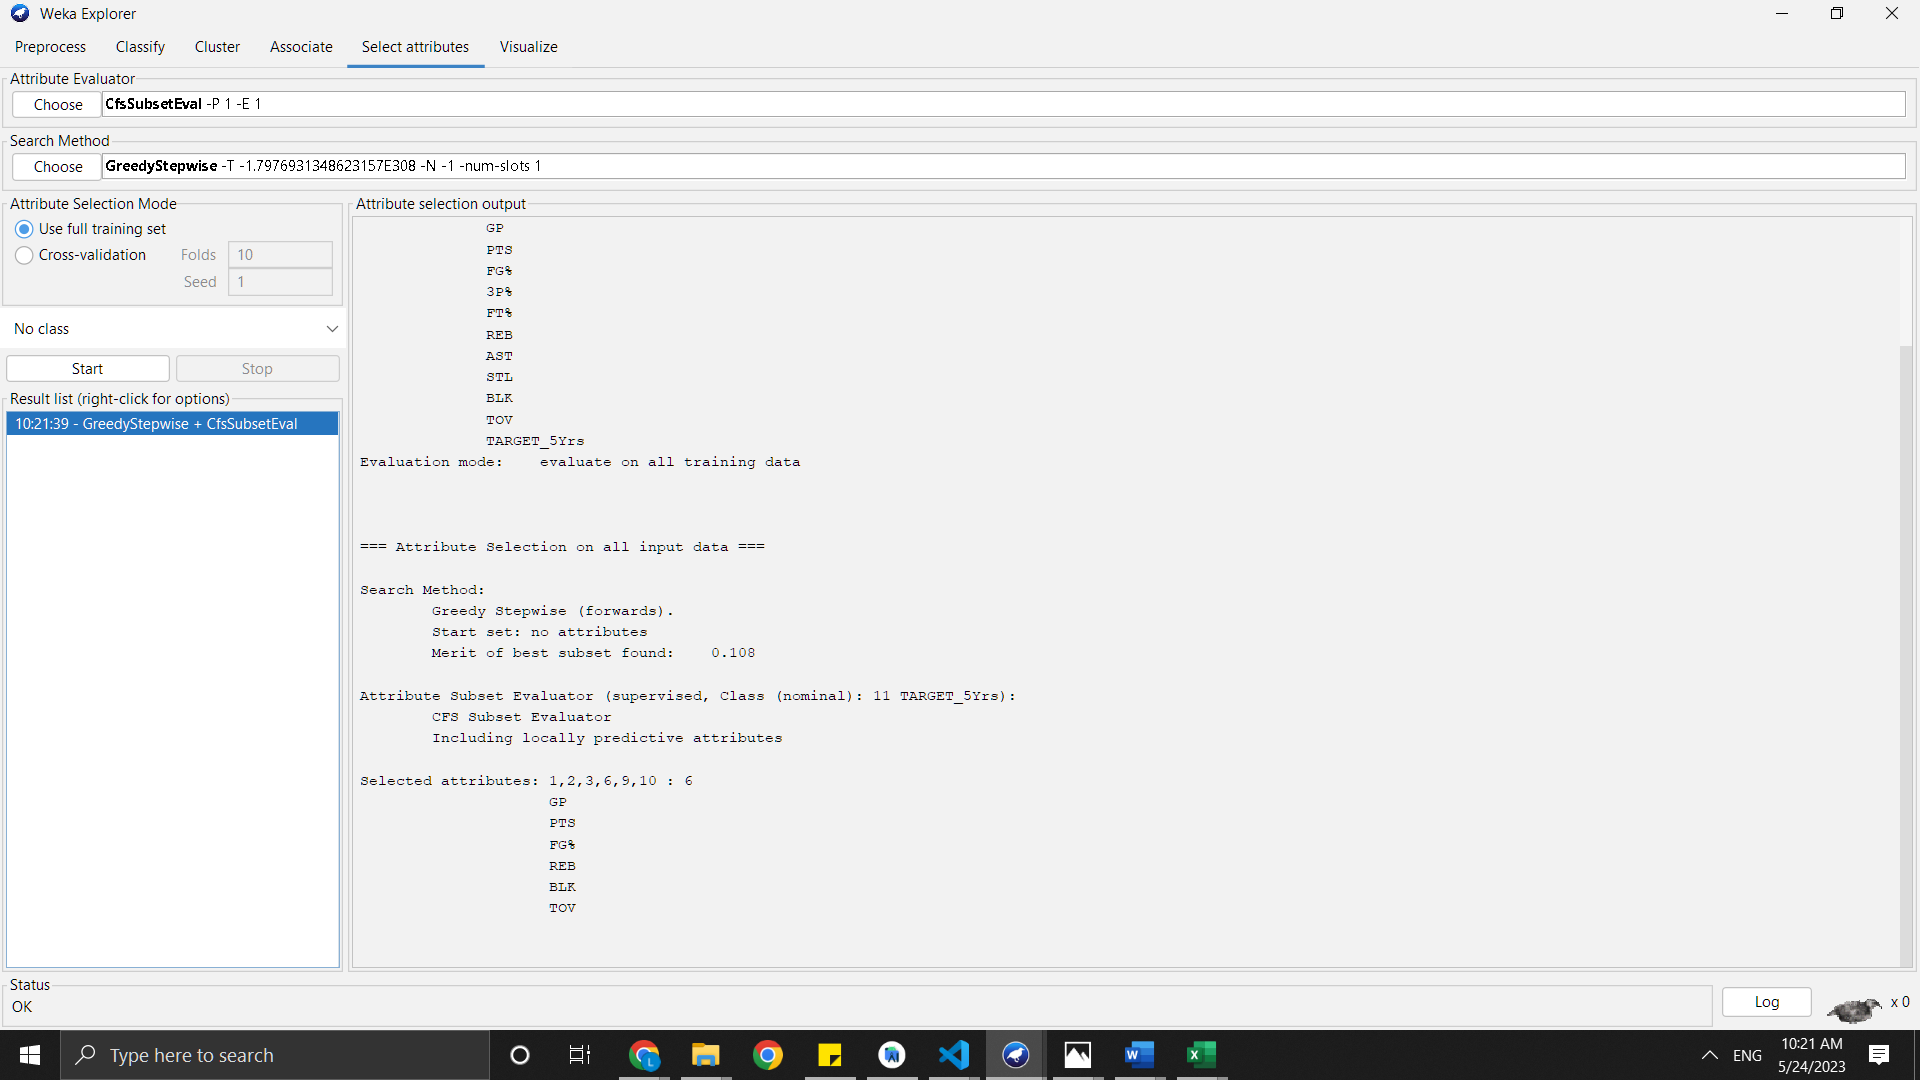 Weka Explorer
Preprocess Classify Cluster Associate Select attributes Visualize
Attribute Evaluator
Choose CfsSubsetEval -P 1 -E 1
Search Method
Choose GreedyStepwise -T -1.7976931348623157E308 -N -1 -num-slots 1
Attribute Selection Mode
Use full training set
Cross-validation Folds 10
Seed 1
No class
Start Stop
Result list (right-click for options)
10:21:39 - GreedyStepwise + CfsSubsetEval
Attribute selection output
GP
PTS
FG%
3P%
FT%
REB
AST
STL
BLK
TOV
TARGET_5Yrs
Evaluation mode: evaluate on all training data
=== Attribute Selection on all input data ===
Search Method:
Greedy Stepwise (forwards).
Start set: no attributes
Merit of best subset found: 0.108
Attribute Subset Evaluator (supervised, Class (nominal): 11 TARGET_5Yrs):
CFS Subset Evaluator
Including locally predictive attributes
Selected attributes: 1,2,3,6,9,10 : 6
GP
PTS
FG%
REB
BLK
TOV
Status
OK
Log x 0
Type here to search
L
W
X
ENG
10:21 AM
5/24/2023